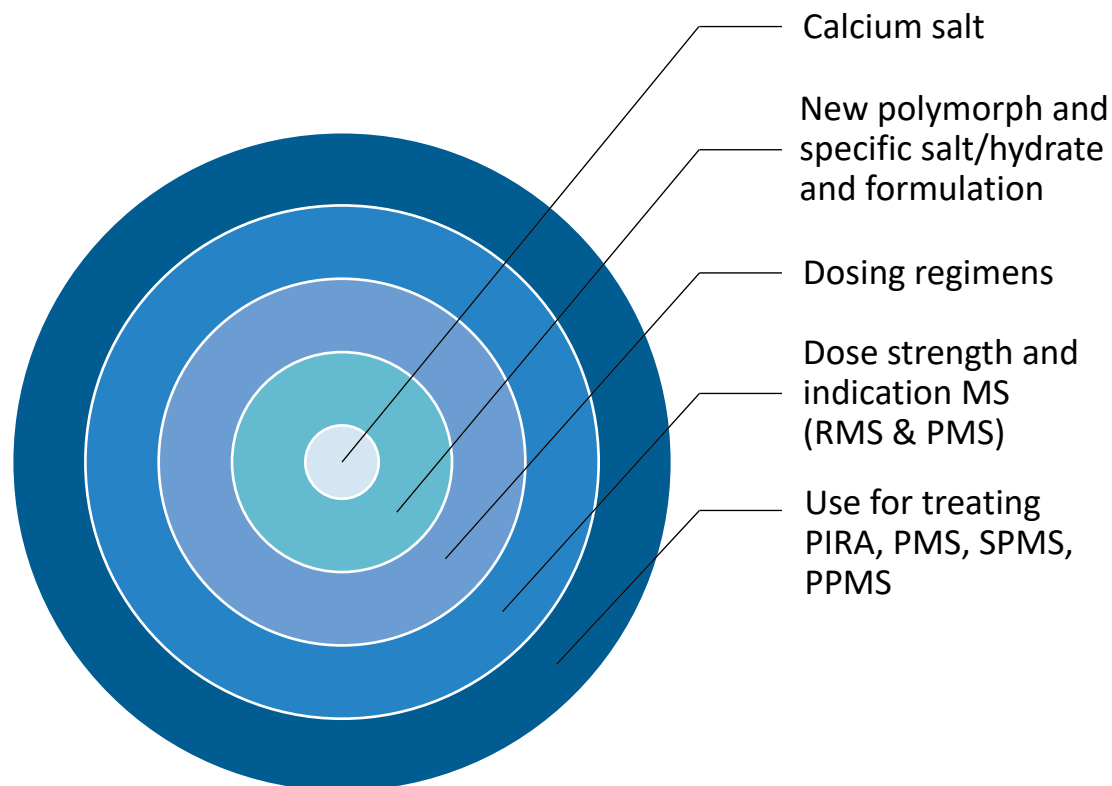 Calcium salt
New polymorph and
specific salt/hydrate
and formulation
Dosing regimens
Dose strength and
indication MS
(RMS & PMS)
Use for treating
PIRA, PMS, SPMS,
PPMS